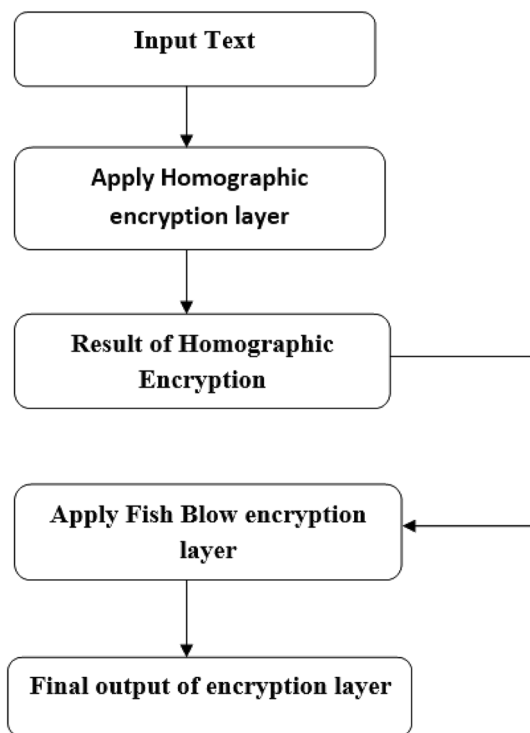 Input Text
Apply Homographic
encryption layer
Result of Homographic
Encryption
Apply Fish Blow encryption
layer
Final output of encryption layer